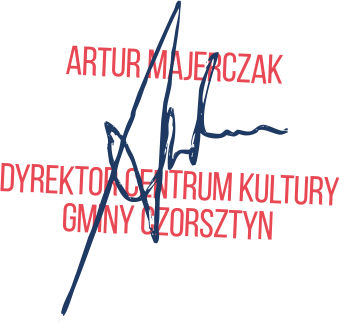 ARTUR MAJERCZAK
DYREKTOR CENTRUM KULTURY
GMINY CZORSZTYN